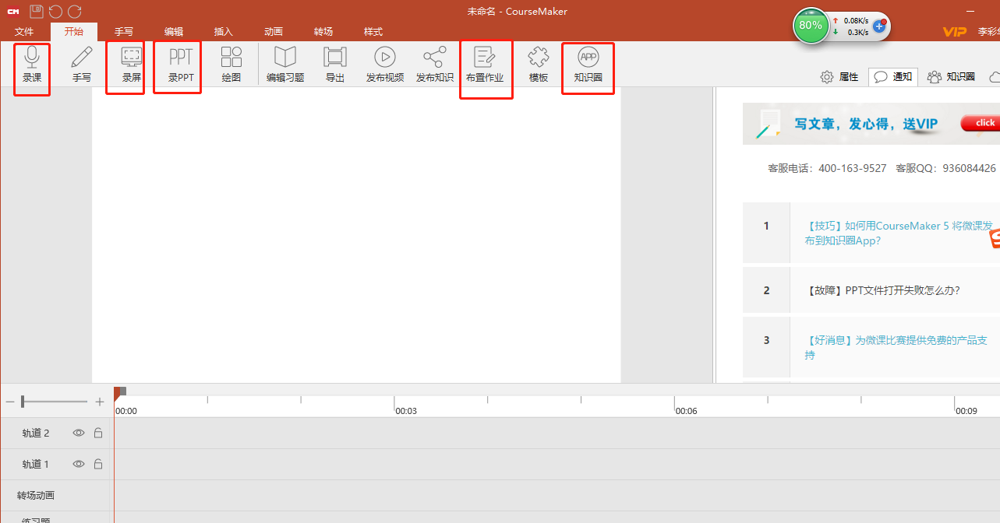 CM
未命名 - CourseMaker
文件 开始 手写 编辑 插入 动画 转场 样式
80%
0.08K/s
0.3K/s
VIP
李彩
录课 手写 录屏 录PPT 绘图 编辑习题 导出 发布视频 发布知识 布置作业 模板 知识圈
PPT
APP
属性 通知 知识圈
写文章，发心得，送VIP
click
客服电话：400-163-9527 客服QQ：936084426
1
【技巧】如何用CourseMaker 5 将微课发
布到知识圈App？
2
【故障】PPT文件打开失败怎么办？
3
【好消息】为微课比赛提供免费的产品支
持
00:00 00:03 00:06 00:09
轨道 2
轨道 1
转场动画
练习题